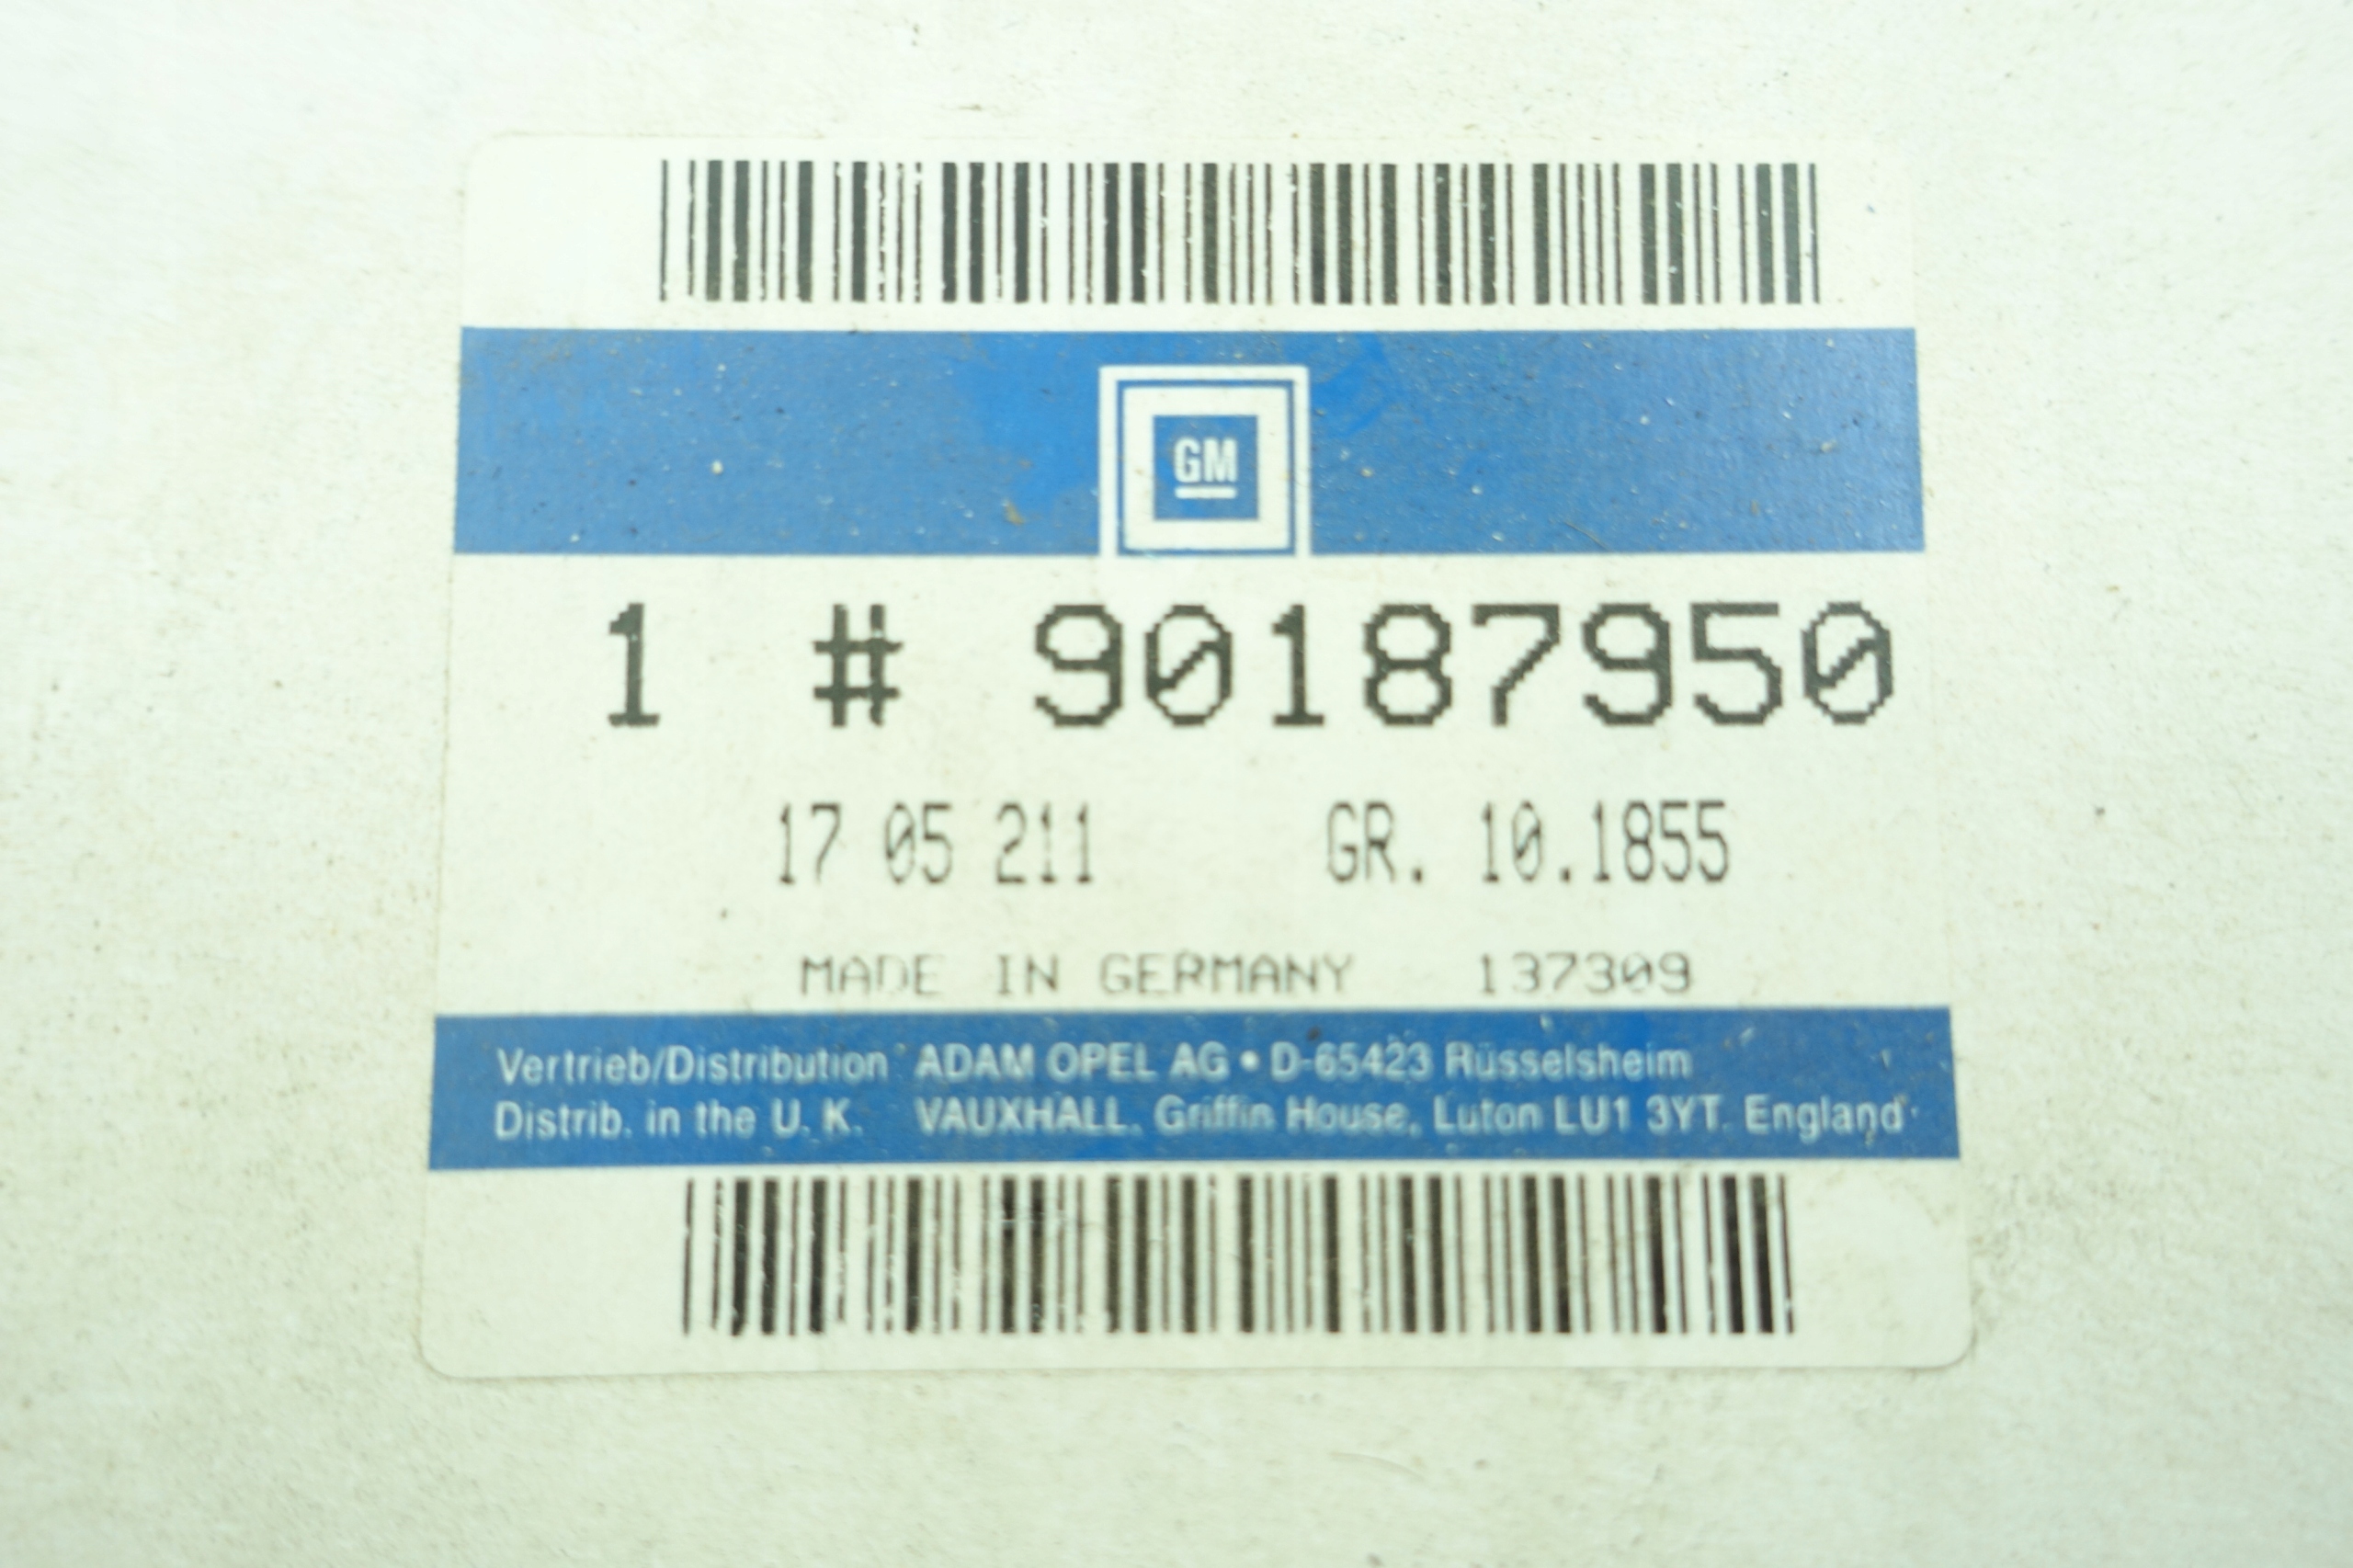 GM
1 # 90187950
17 05 211 GR. 10.1855
MADE IN GERMANY 137309
Vertrieb/Distribution ADAM OPEL AG • D-65423 Rüsselsheim
Distrib. in the U. K. VAUXHALL. Griffin House, Luton LU1 3YT. England